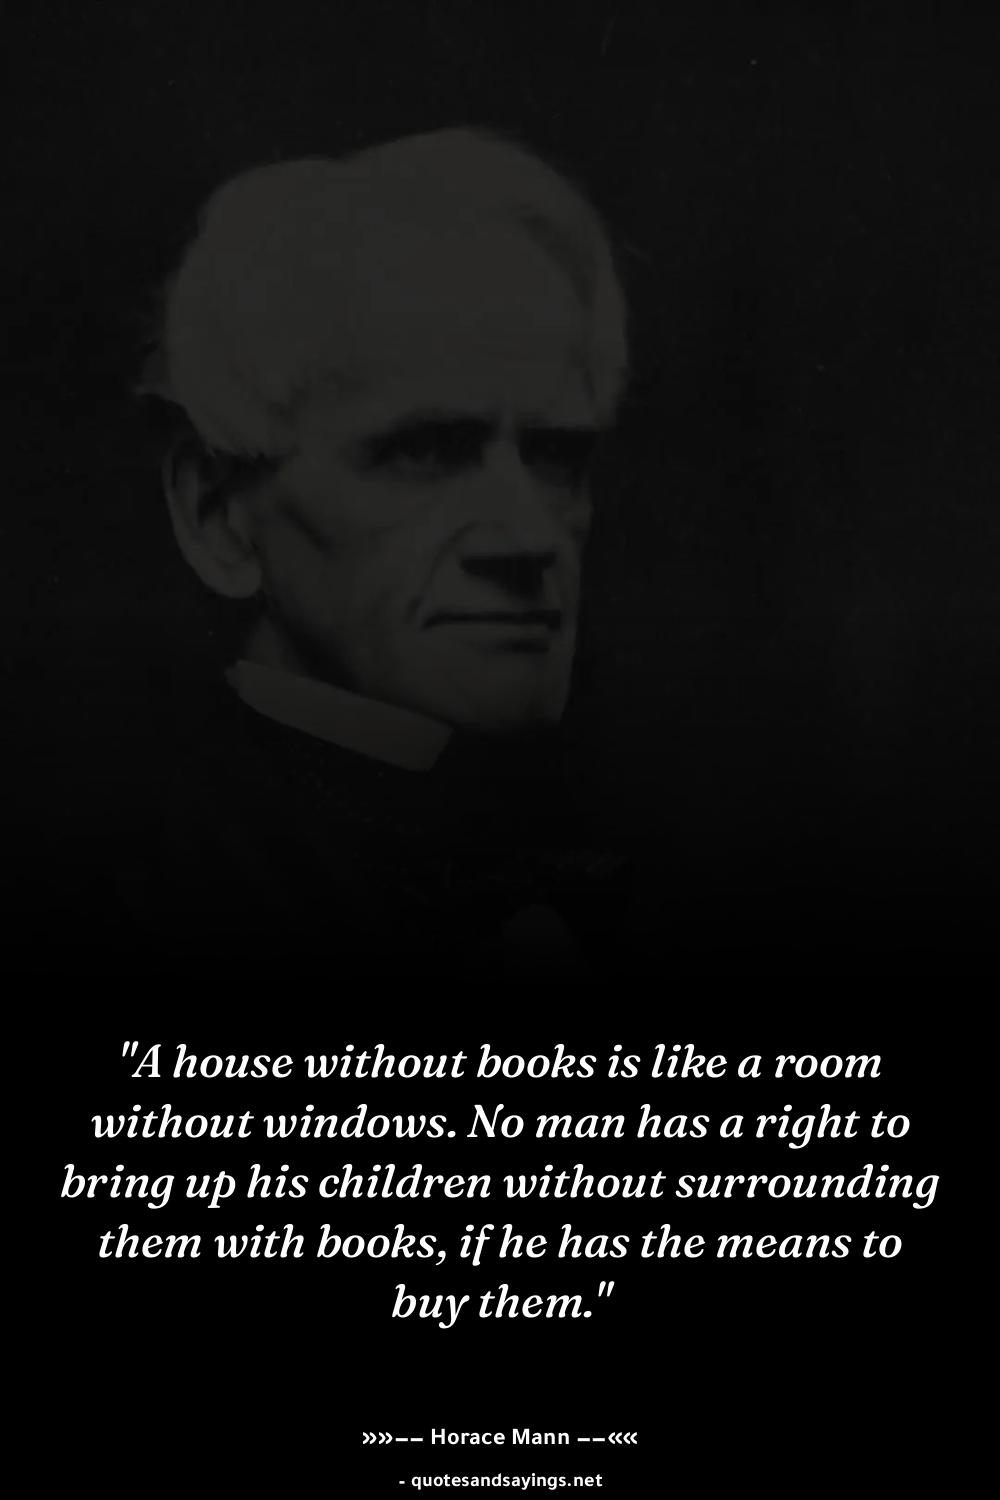 "A house without books is like a room
without windows. No man has a right to
bring up his children without surrounding
them with books, if he has the means to
buy them."
»»−− Horace Mann −−««
- quotesandsayings.net